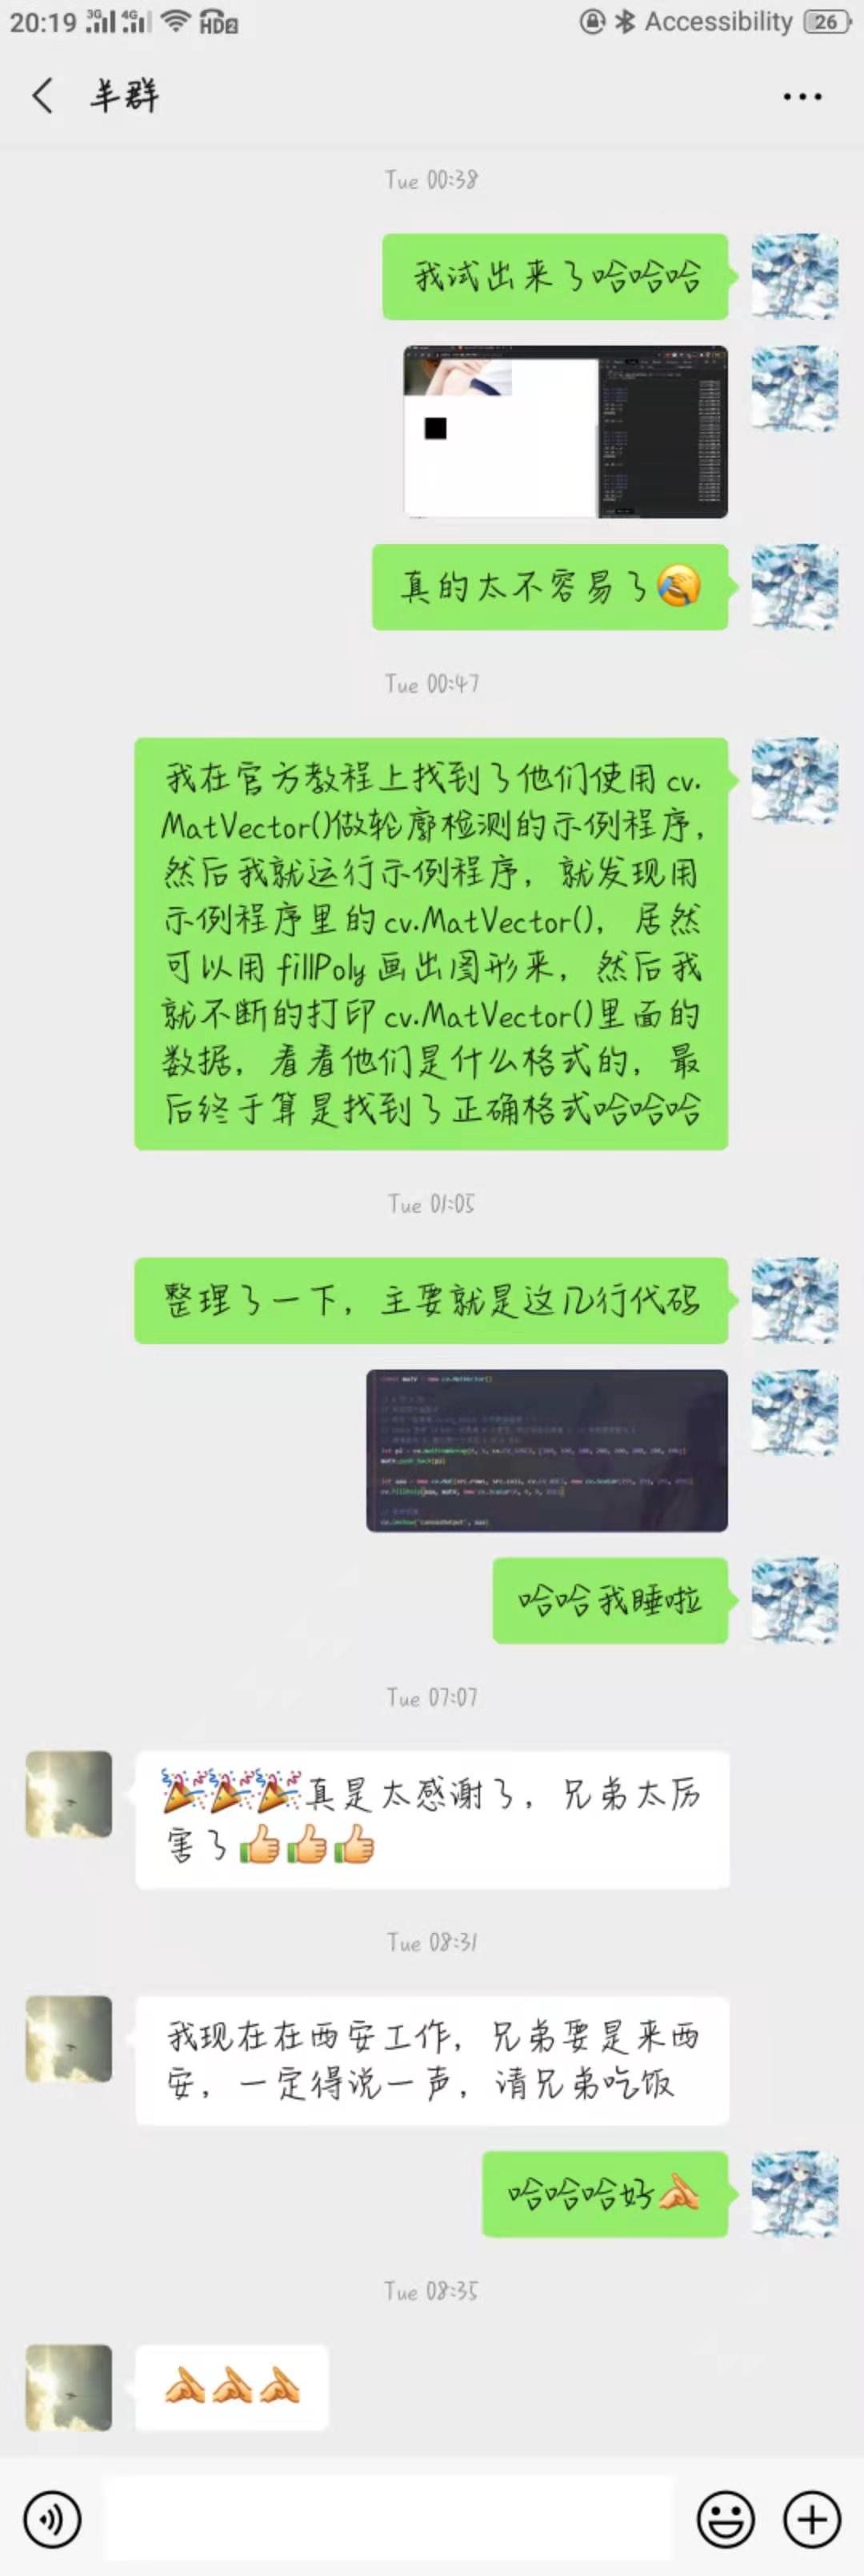 20:19 3G 4G HD2 Accessibility 26
羊群
Tue 00:38
我试出来了哈哈哈
真的太不容易了
Tue 00:47
我在官方教程上找到了他们使用cv.
MatVector()做轮廓检测的示例程序，
然后我就运行示例程序，就发现用
示例程序里的cv.MatVector()，居然
可以用fillPoly画出图形来，然后我
就不断的打印cv.MatVector()里面的
数据，看看他们是什么格式的，最
后终于算是找到了正确格式哈哈哈
Tue 01:05
整理了一下，主要就是这几行代码
哈哈我睡啦
Tue 07:07
🎉🎉🎉真是太感谢了，兄弟太厉
害了👍👍👍
Tue 08:31
我现在在西安工作，兄弟要是来西
安，一定得说一声，请兄弟吃饭
哈哈哈好
Tue 08:35